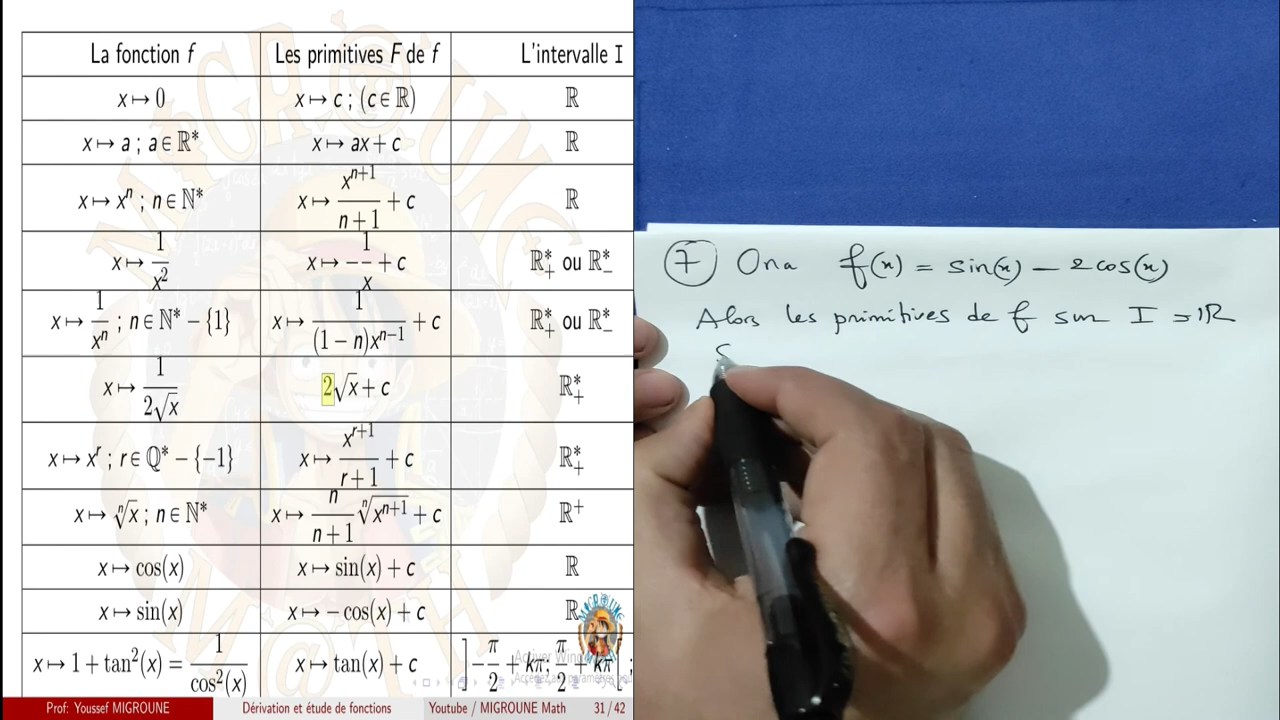 La fonction f Les primitives F de f L'intervalle I
x ↦ 0 x ↦ c ; (c ∈ ℝ) ℝ
x ↦ a ; a ∈ ℝ* x ↦ ax + c ℝ
x ↦ xⁿ ; n ∈ ℕ* x ↦ xⁿ⁺¹/(n + 1) + c ℝ
x ↦ 1/x² x ↦ −1/x + c ℝ*₊ ou ℝ*₋
x ↦ 1/xⁿ ; n ∈ ℕ* − {1} x ↦ 1/((1 − n)xⁿ⁻¹) + c ℝ*₊ ou ℝ*₋
x ↦ 1/(2√x) 2√x + c ℝ*₊
x ↦ xʳ ; r ∈ ℚ* − {−1} x ↦ xʳ⁺¹/(r + 1) + c ℝ*₊
x ↦ ⁿ√x ; n ∈ ℕ* x ↦ n/(n + 1) ⁿ√(xⁿ⁺¹) + c ℝ⁺
x ↦ cos(x) x ↦ sin(x) + c ℝ
x ↦ sin(x) x ↦ − cos(x) + c ℝ
x ↦ 1 + tan²(x) = 1/cos²(x) x ↦ tan(x) + c ]−π/2 + kπ; π/2 + kπ[ ;
Prof: Youssef MIGROUNE Dérivation et étude de fonctions Youtube / MIGROUNE Math 31 / 42
7 Ona f(x) = sin(x) − 2cos(x)
Alors les primitives de f sur I = ℝ
S